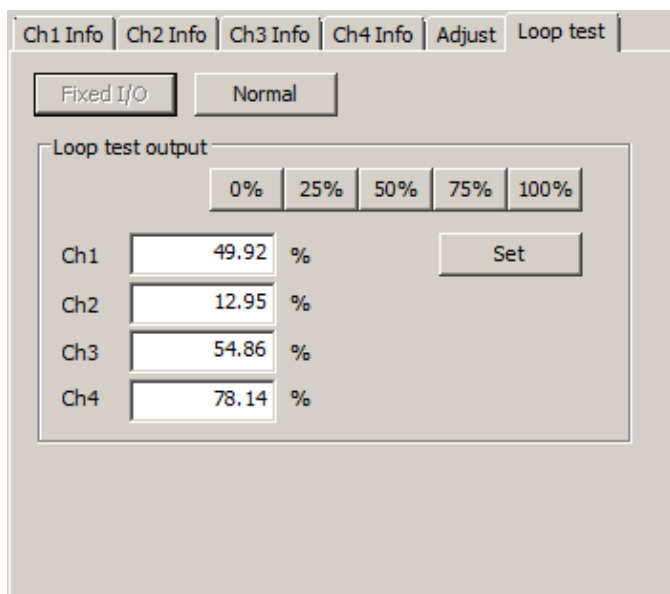 Ch1 Info Ch2 Info Ch3 Info Ch4 Info Adjust Loop test
Fixed I/O Normal
Loop test output
0% 25% 50% 75% 100%
Ch1 49.92 % Set
Ch2 12.95 %
Ch3 54.86 %
Ch4 78.14 %